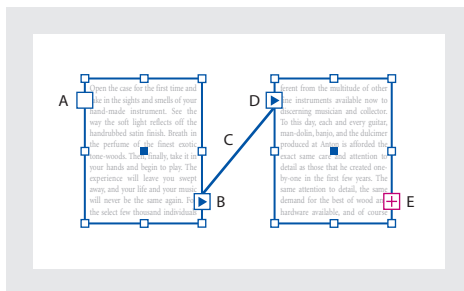 Open the case for the first time and
A
ke in the sights and smells of your
hand-made instrument. See the
way the soft light reflects off the
handrubbed satin finish. Breath in
the perfume of the finest exotic
tone-woods. Then, finally, take it in
your hands and begin to play. The
experience will leave you swept
away, and your life and your music
will never be the same again. Fo
B
the select few thousand individuals
C
ferent from the multitude of other
D
ne instruments available now to
discerning musician and collector.
To this day, each and every guitar,
man-dolin, banjo, and the dulcimer
produced at Anton is afforded the
exact same care and attention to
detail as those that he created one-
by-one in the first few years. The
same attention to detail, the same
demand for the best of wood an
E
hardware available, and of course